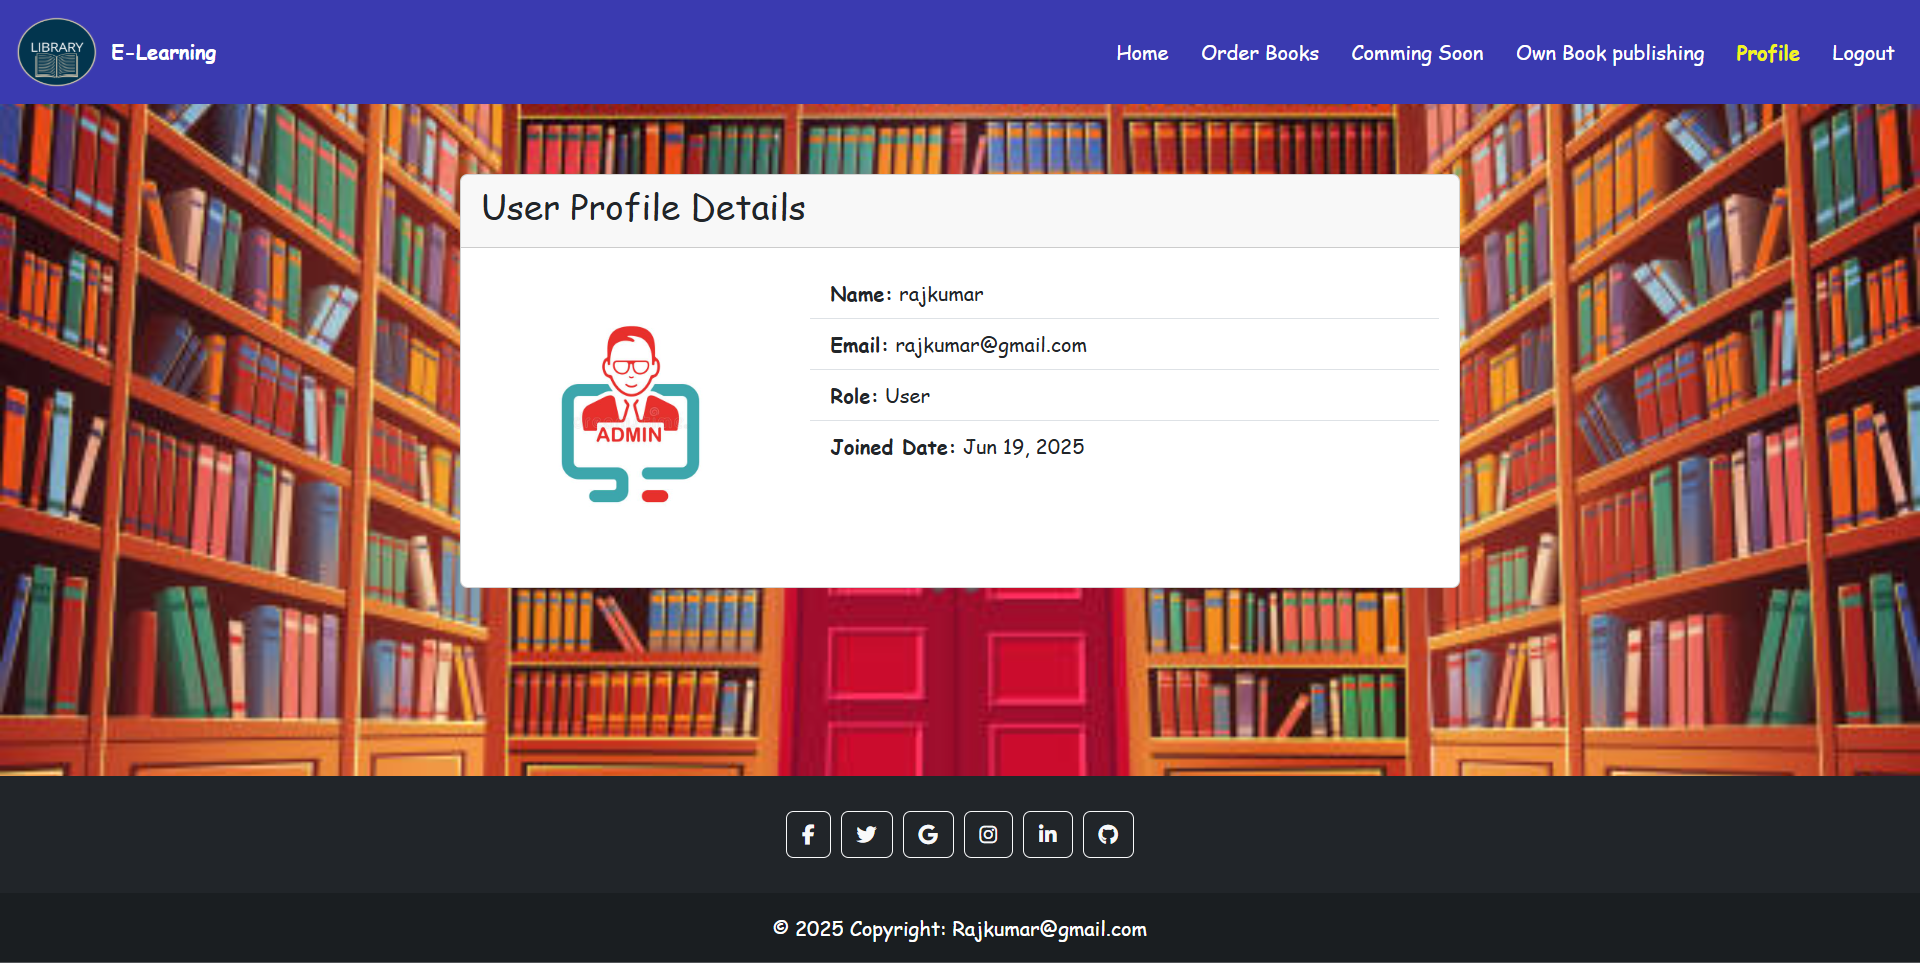 LIBRARY
E-Learning
Home Order Books Comming Soon Own Book publishing Profile Logout
User Profile Details
ADMIN
Name: rajkumar
Email: rajkumar@gmail.com
Role: User
Joined Date: Jun 19, 2025
© 2025 Copyright: Rajkumar@gmail.com